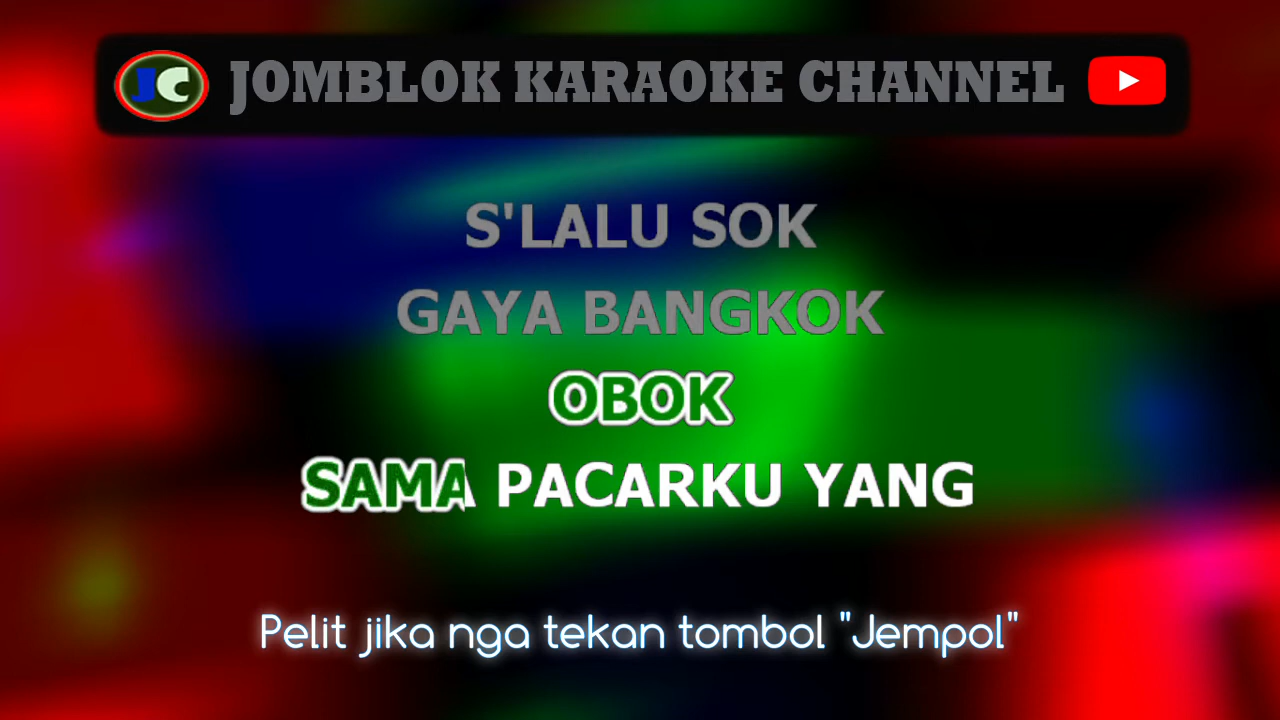 JC JOMBLOK KARAOKE CHANNEL
S'LALU SOK
GAYA BANGKOK
OBOK
SAMA PACARKU YANG
Pelit jika nga tekan tombol "Jempol"